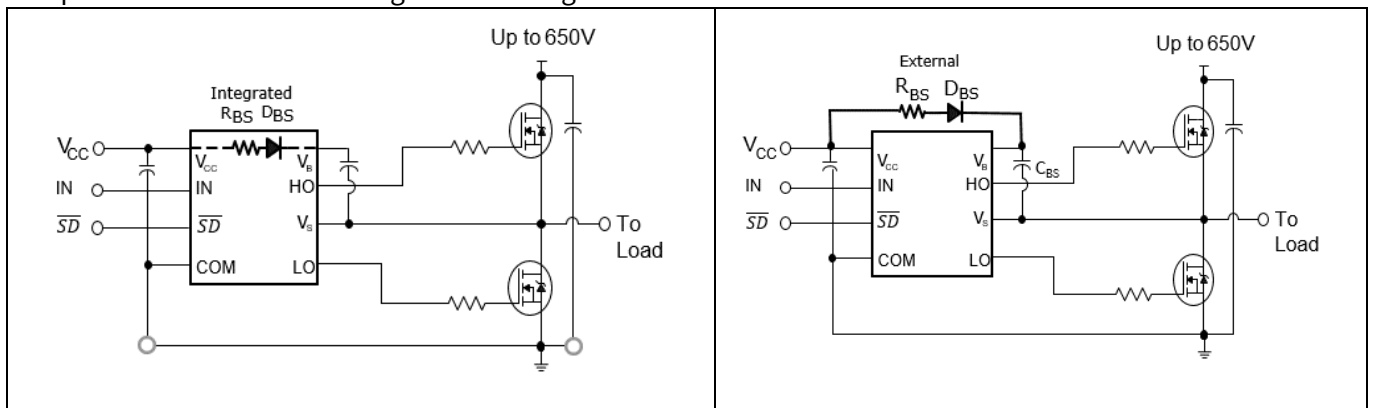 Up to 650V
Integrated
RBS DBS
VCC
VCC
VB
IN
IN
HO
SD
SD
VS
To
Load
COM
LO
Up to 650V
External
RBS DBS
VCC
VCC
VB
CBS
IN
IN
HO
SD
SD
VS
To
Load
COM
LO